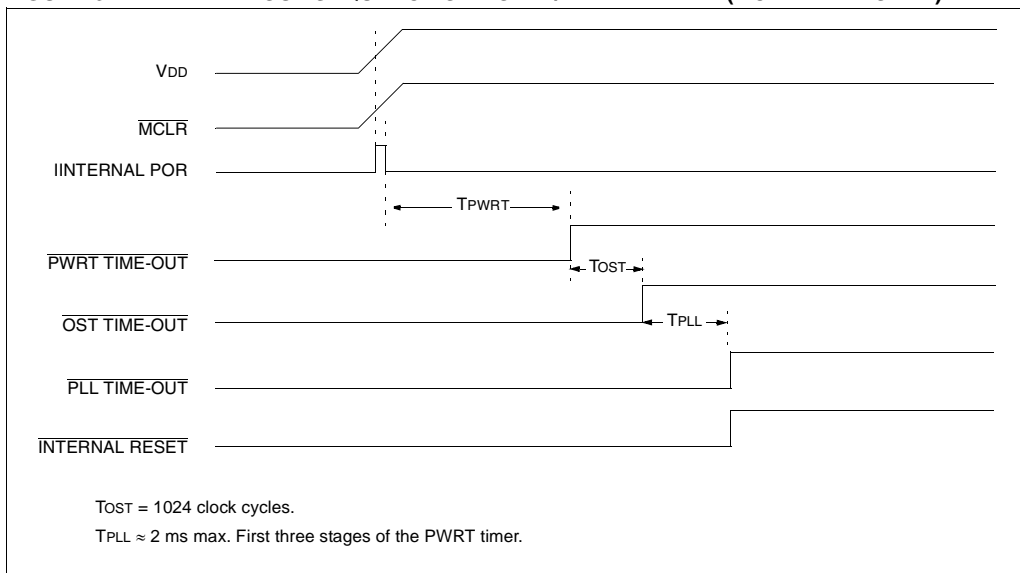 VDD
MCLR
IINTERNAL POR
TPWRT
PWRT TIME-OUT
TOST
OST TIME-OUT
TPLL
PLL TIME-OUT
INTERNAL RESET
TOST = 1024 clock cycles.
TPLL ≈ 2 ms max. First three stages of the PWRT timer.